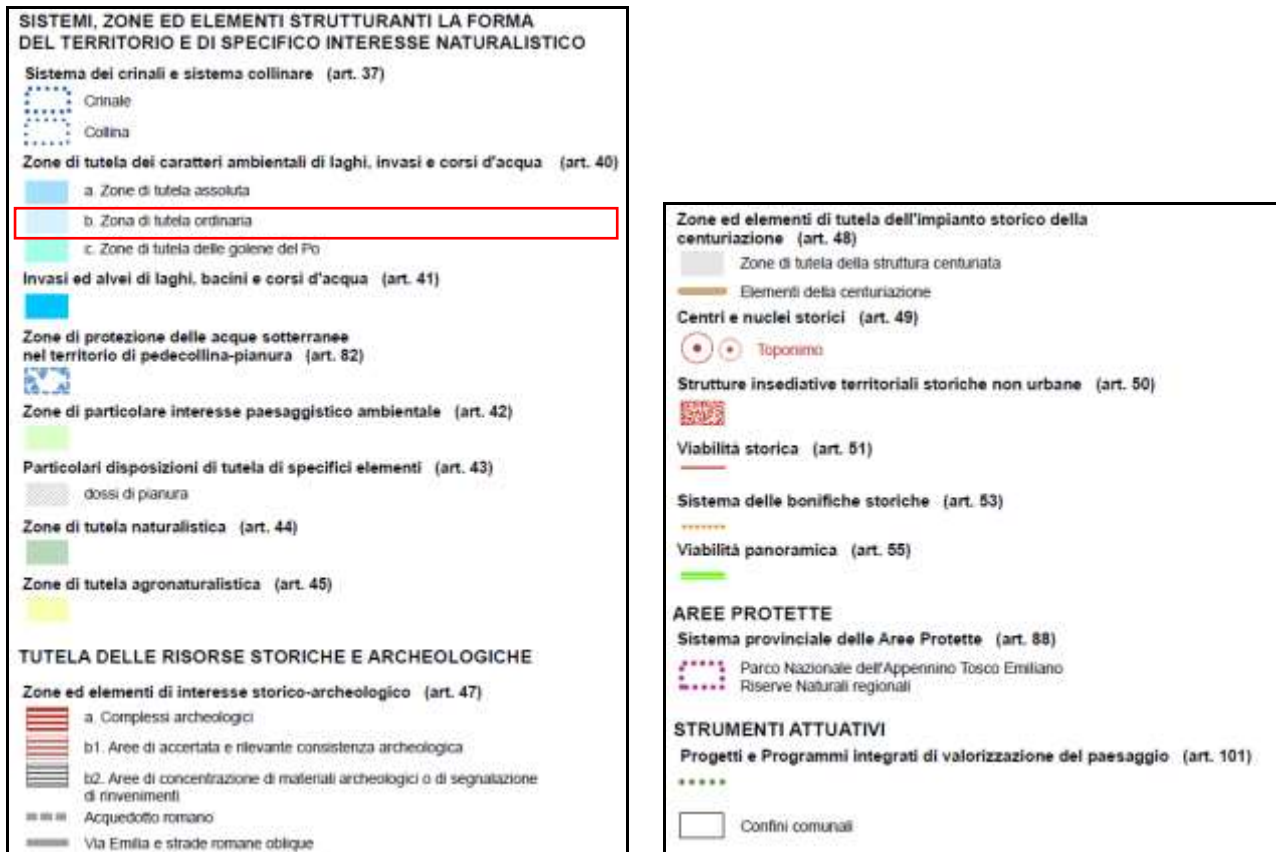 SISTEMI, ZONE ED ELEMENTI STRUTTURANTI LA FORMA
DEL TERRITORIO E DI SPECIFICO INTERESSE NATURALISTICO
Sistema dei crinali e sistema collinare (art. 37)
Crinale
Collina
Zone di tutela dei caratteri ambientali di laghi, invasi e corsi d'acqua (art. 40)
a. Zone di tutela assoluta
b. Zona di tutela ordinaria
c. Zone di tutela delle golene del Po
Invasi ed alvei di laghi, bacini e corsi d'acqua (art. 41)
Zone di protezione delle acque sotterranee
nel territorio di pedecollina-pianura (art. 82)
Zone di particolare interesse paesaggistico ambientale (art. 42)
Particolari disposizioni di tutela di specifici elementi (art. 43)
dossi di pianura
Zone di tutela naturalistica (art. 44)
Zone di tutela agronaturalistica (art. 45)
TUTELA DELLE RISORSE STORICHE E ARCHEOLOGICHE
Zone ed elementi di interesse storico-archeologico (art. 47)
a. Complessi archeologici
b1. Aree di accertata e rilevante consistenza archeologica
b2. Aree di concentrazione di materiali archeologici o di segnalazione
di rinvenimenti
Acquedotto romano
Via Emilia e strade romane oblique
Zone ed elementi di tutela dell'impianto storico della
centuriazione (art. 48)
Zone di tutela della struttura centuriata
Elementi della centuriazione
Centri e nuclei storici (art. 49)
Toponimo
Strutture insediative territoriali storiche non urbane (art. 50)
Viabilità storica (art. 51)
Sistema delle bonifiche storiche (art. 53)
Viabilità panoramica (art. 55)
AREE PROTETTE
Sistema provinciale delle Aree Protette (art. 88)
Parco Nazionale dell'Appennino Tosco Emiliano
Riserve Naturali regionali
STRUMENTI ATTUATIVI
Progetti e Programmi integrati di valorizzazione del paesaggio (art. 101)
Confini comunali